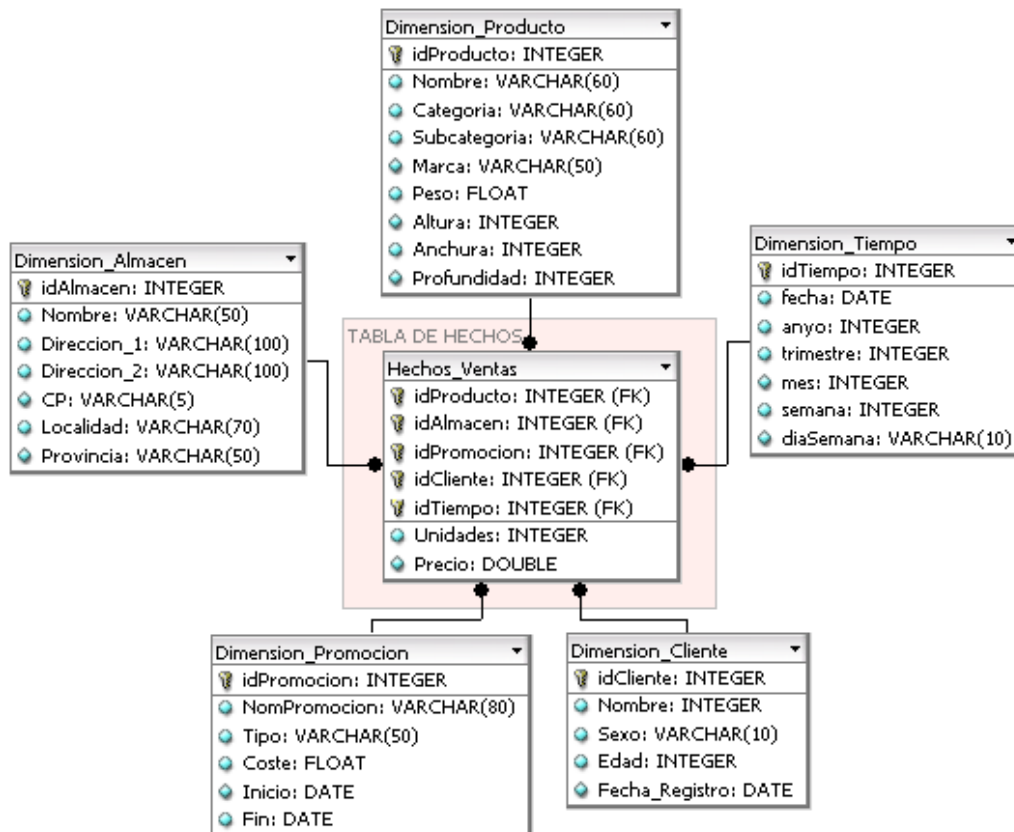 Dimension_Producto
idProducto: INTEGER
Nombre: VARCHAR(60)
Categoria: VARCHAR(60)
Subcategoria: VARCHAR(60)
Marca: VARCHAR(50)
Peso: FLOAT
Altura: INTEGER
Anchura: INTEGER
Profundidad: INTEGER
Dimension_Almacen
idAlmacen: INTEGER
Nombre: VARCHAR(50)
Direccion_1: VARCHAR(100)
Direccion_2: VARCHAR(100)
CP: VARCHAR(5)
Localidad: VARCHAR(70)
Provincia: VARCHAR(50)
Dimension_Tiempo
idTiempo: INTEGER
fecha: DATE
anyo: INTEGER
trimestre: INTEGER
mes: INTEGER
semana: INTEGER
diaSemana: VARCHAR(10)
TABLA DE HECHOS
Hechos_Ventas
idProducto: INTEGER (FK)
idAlmacen: INTEGER (FK)
idPromocion: INTEGER (FK)
idCliente: INTEGER (FK)
idTiempo: INTEGER (FK)
Unidades: INTEGER
Precio: DOUBLE
Dimension_Promocion
idPromocion: INTEGER
NomPromocion: VARCHAR(80)
Tipo: VARCHAR(50)
Coste: FLOAT
Inicio: DATE
Fin: DATE
Dimension_Cliente
idCliente: INTEGER
Nombre: INTEGER
Sexo: VARCHAR(10)
Edad: INTEGER
Fecha_Registro: DATE